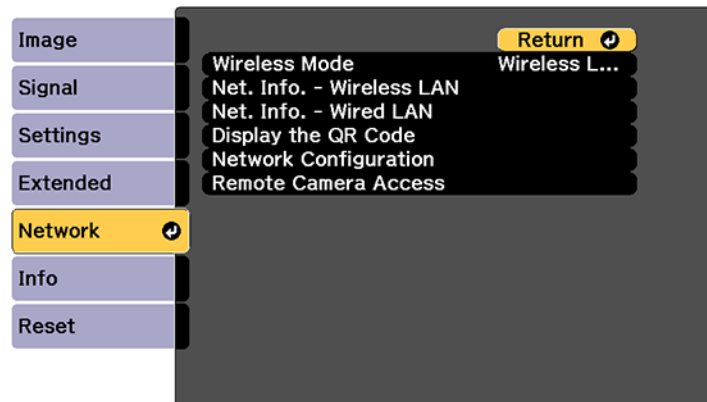 Image
Signal
Settings
Extended
Network
Info
Reset
Return
Wireless Mode Wireless L...
Net. Info. - Wireless LAN
Net. Info. - Wired LAN
Display the QR Code
Network Configuration
Remote Camera Access